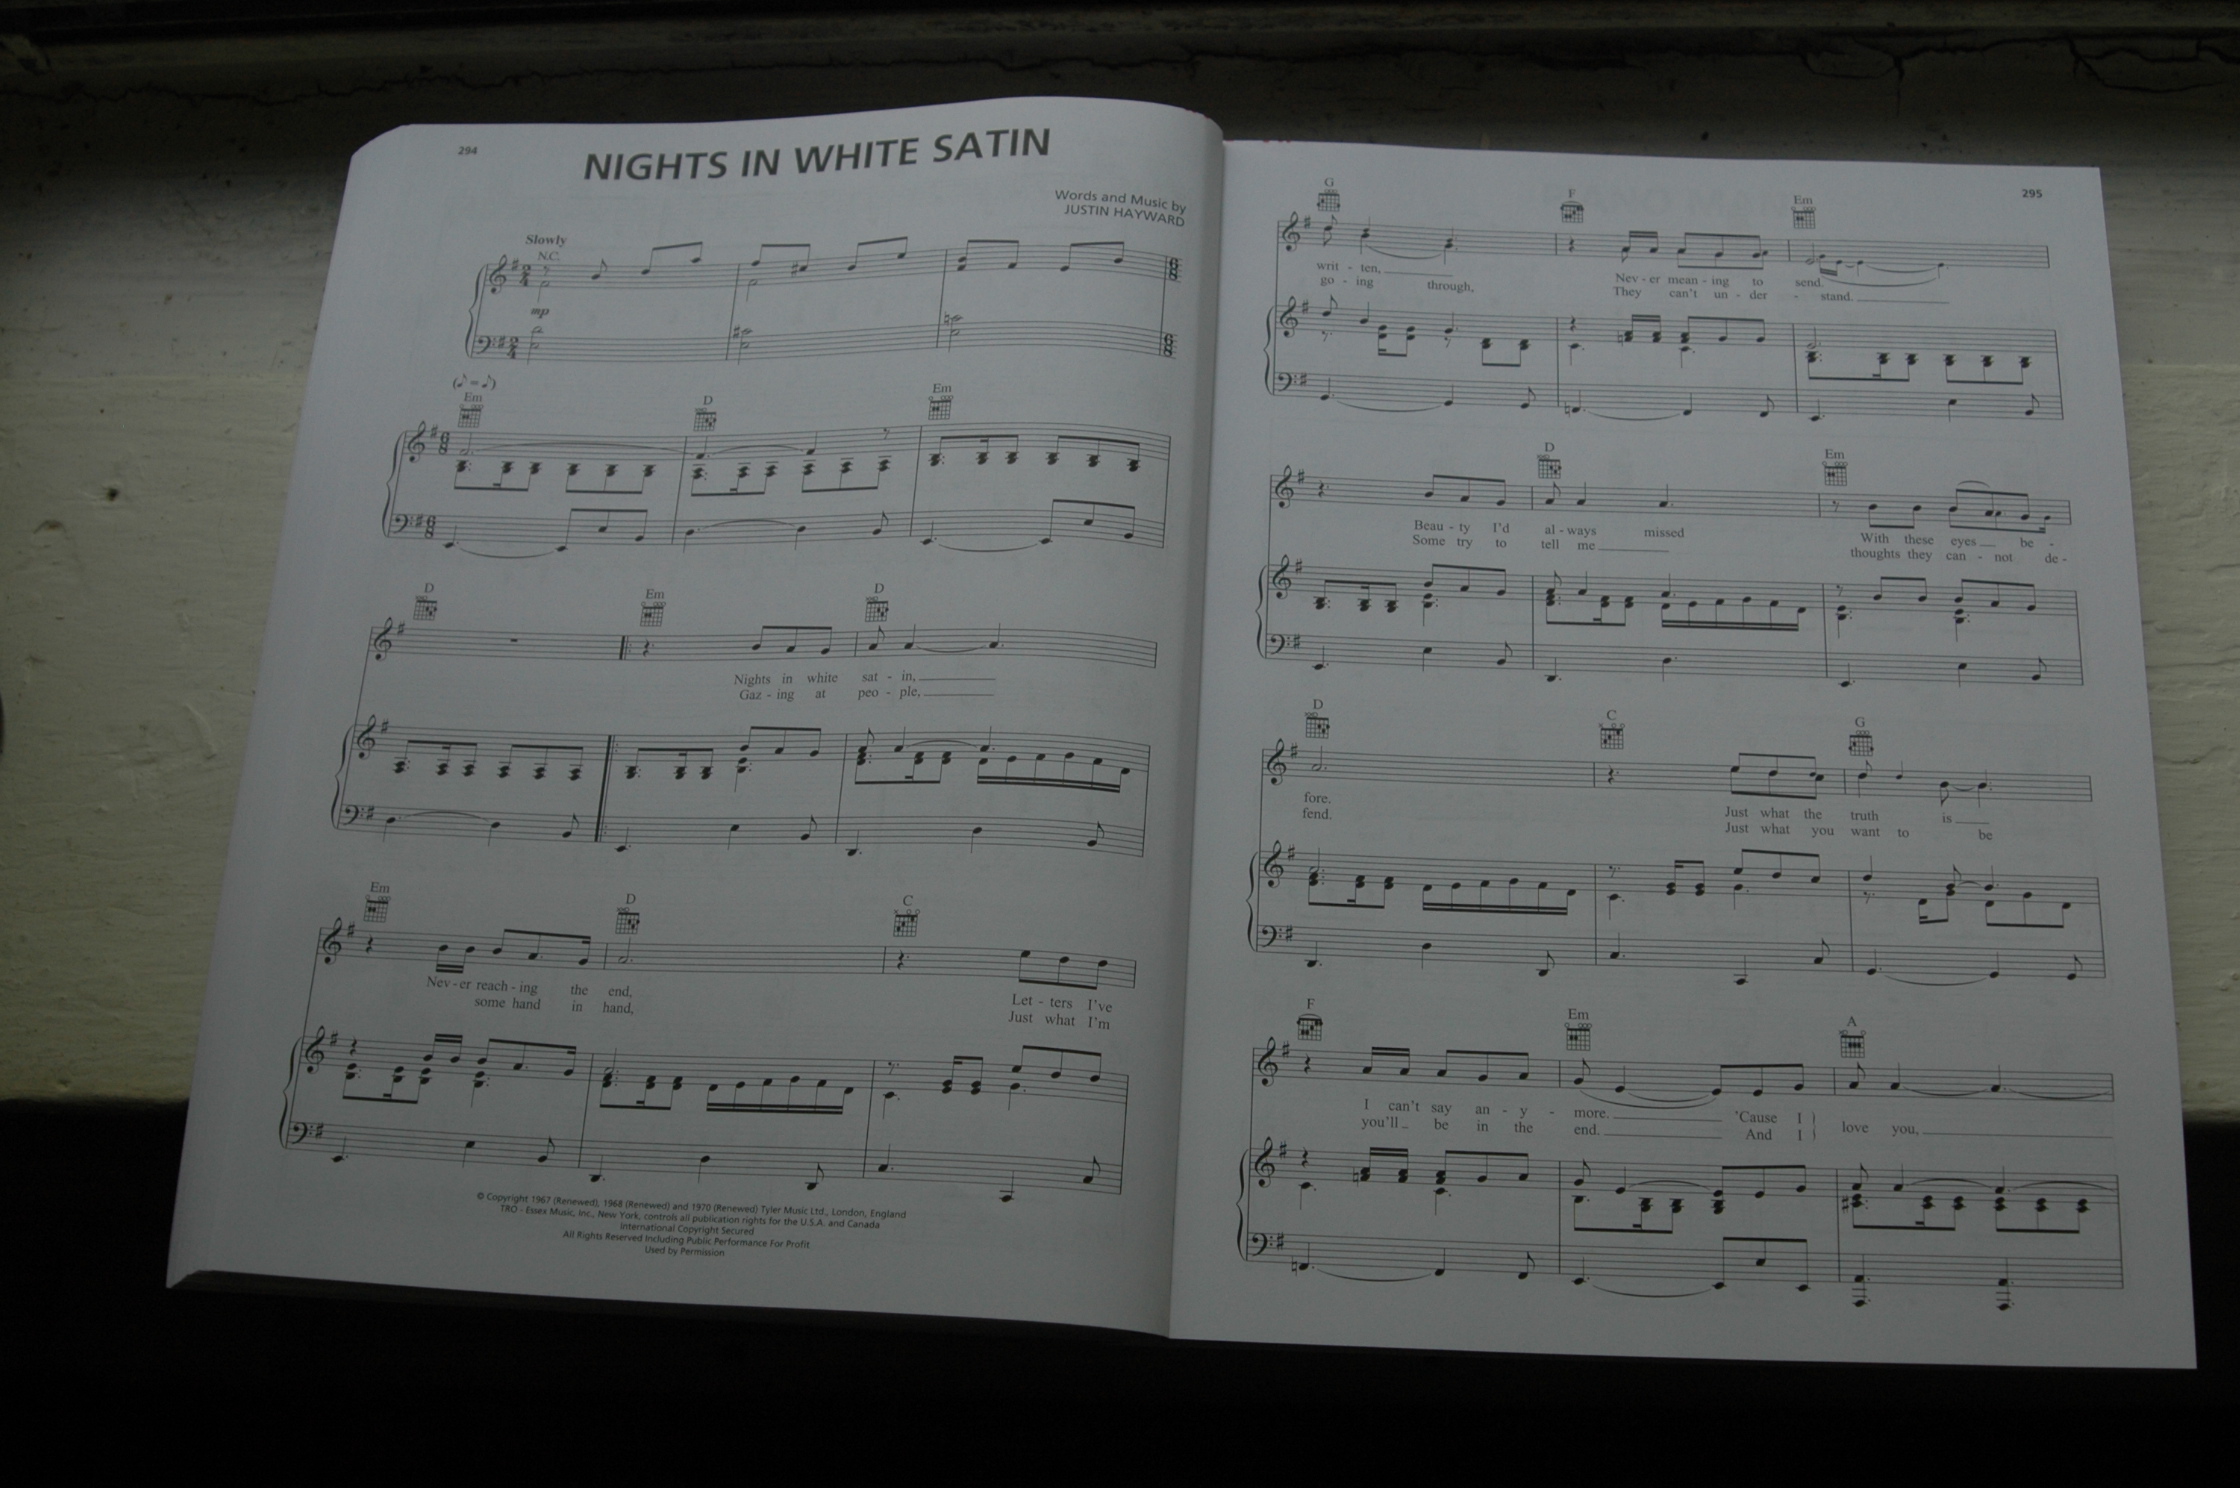 294
NIGHTS IN WHITE SATIN
Words and Music by
JUSTIN HAYWARD
Slowly
N.C.
mp
Em D Em
D Em D
Nights in white sat - in,
Gaz - ing at peo - ple,
Em D C
Nev - er reach - ing the end, Let - ters I've
some hand in hand, Just what I'm
© Copyright 1967 (Renewed), 1968 (Renewed) and 1970 (Renewed) Tyler Music Ltd., London, England
TRO - Essex Music, Inc., New York, controls all publication rights for the U.S.A. and Canada
International Copyright Secured
All Rights Reserved Including Public Performance For Profit
Used by Permission
295
G F Em
writ - ten, Nev - er mean - ing to send.
go - ing through, They can't un - der - stand.
D Em
Beau - ty I'd al - ways missed With these eyes be -
Some try to tell me thoughts they can - not de -
D C G
fore. Just what the truth is
fend. Just what you want to be
F Em A
I can't say an - y - more. 'Cause I love you,
you'll be in the end. And I